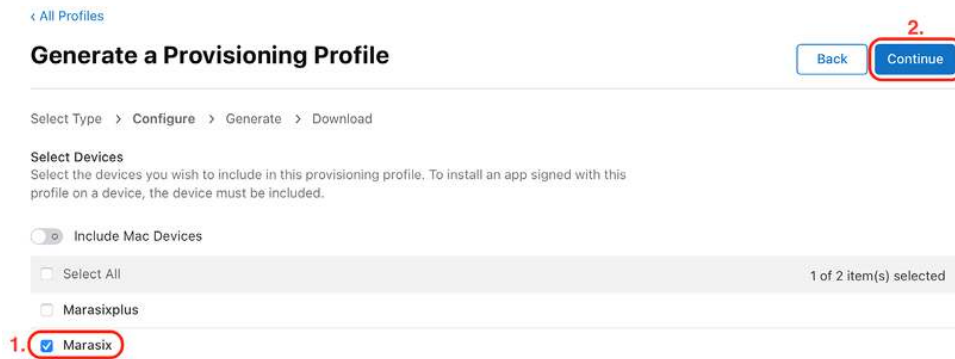 ‹ All Profiles
2.
Generate a Provisioning Profile
Back
Continue
Select Type > Configure > Generate > Download
Select Devices
Select the devices you wish to include in this provisioning profile. To install an app signed with this
profile on a device, the device must be included.
Include Mac Devices
Select All
1 of 2 item(s) selected
Marasixplus
1.
Marasix